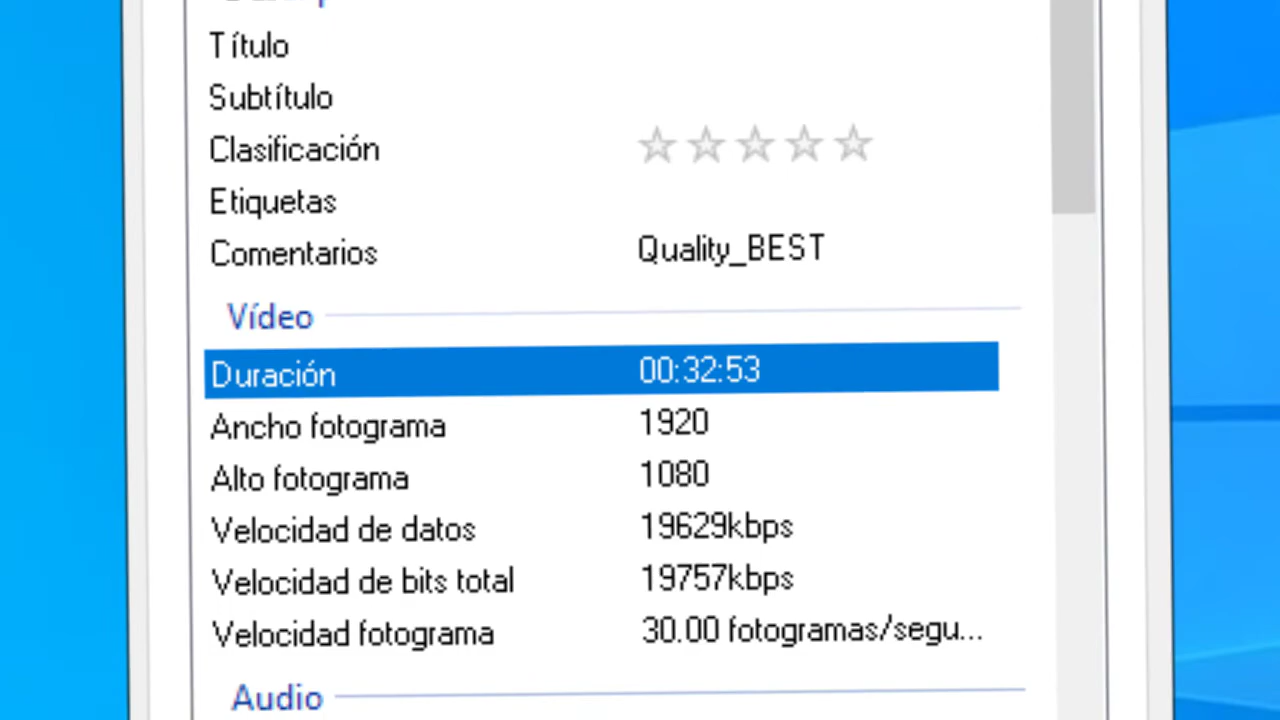 Título
Subtítulo
Clasificación
Etiquetas
Comentarios Quality_BEST
Vídeo
Duración 00:32:53
Ancho fotograma 1920
Alto fotograma 1080
Velocidad de datos 19629kbps
Velocidad de bits total 19757kbps
Velocidad fotograma 30.00 fotogramas/segu...
Audio